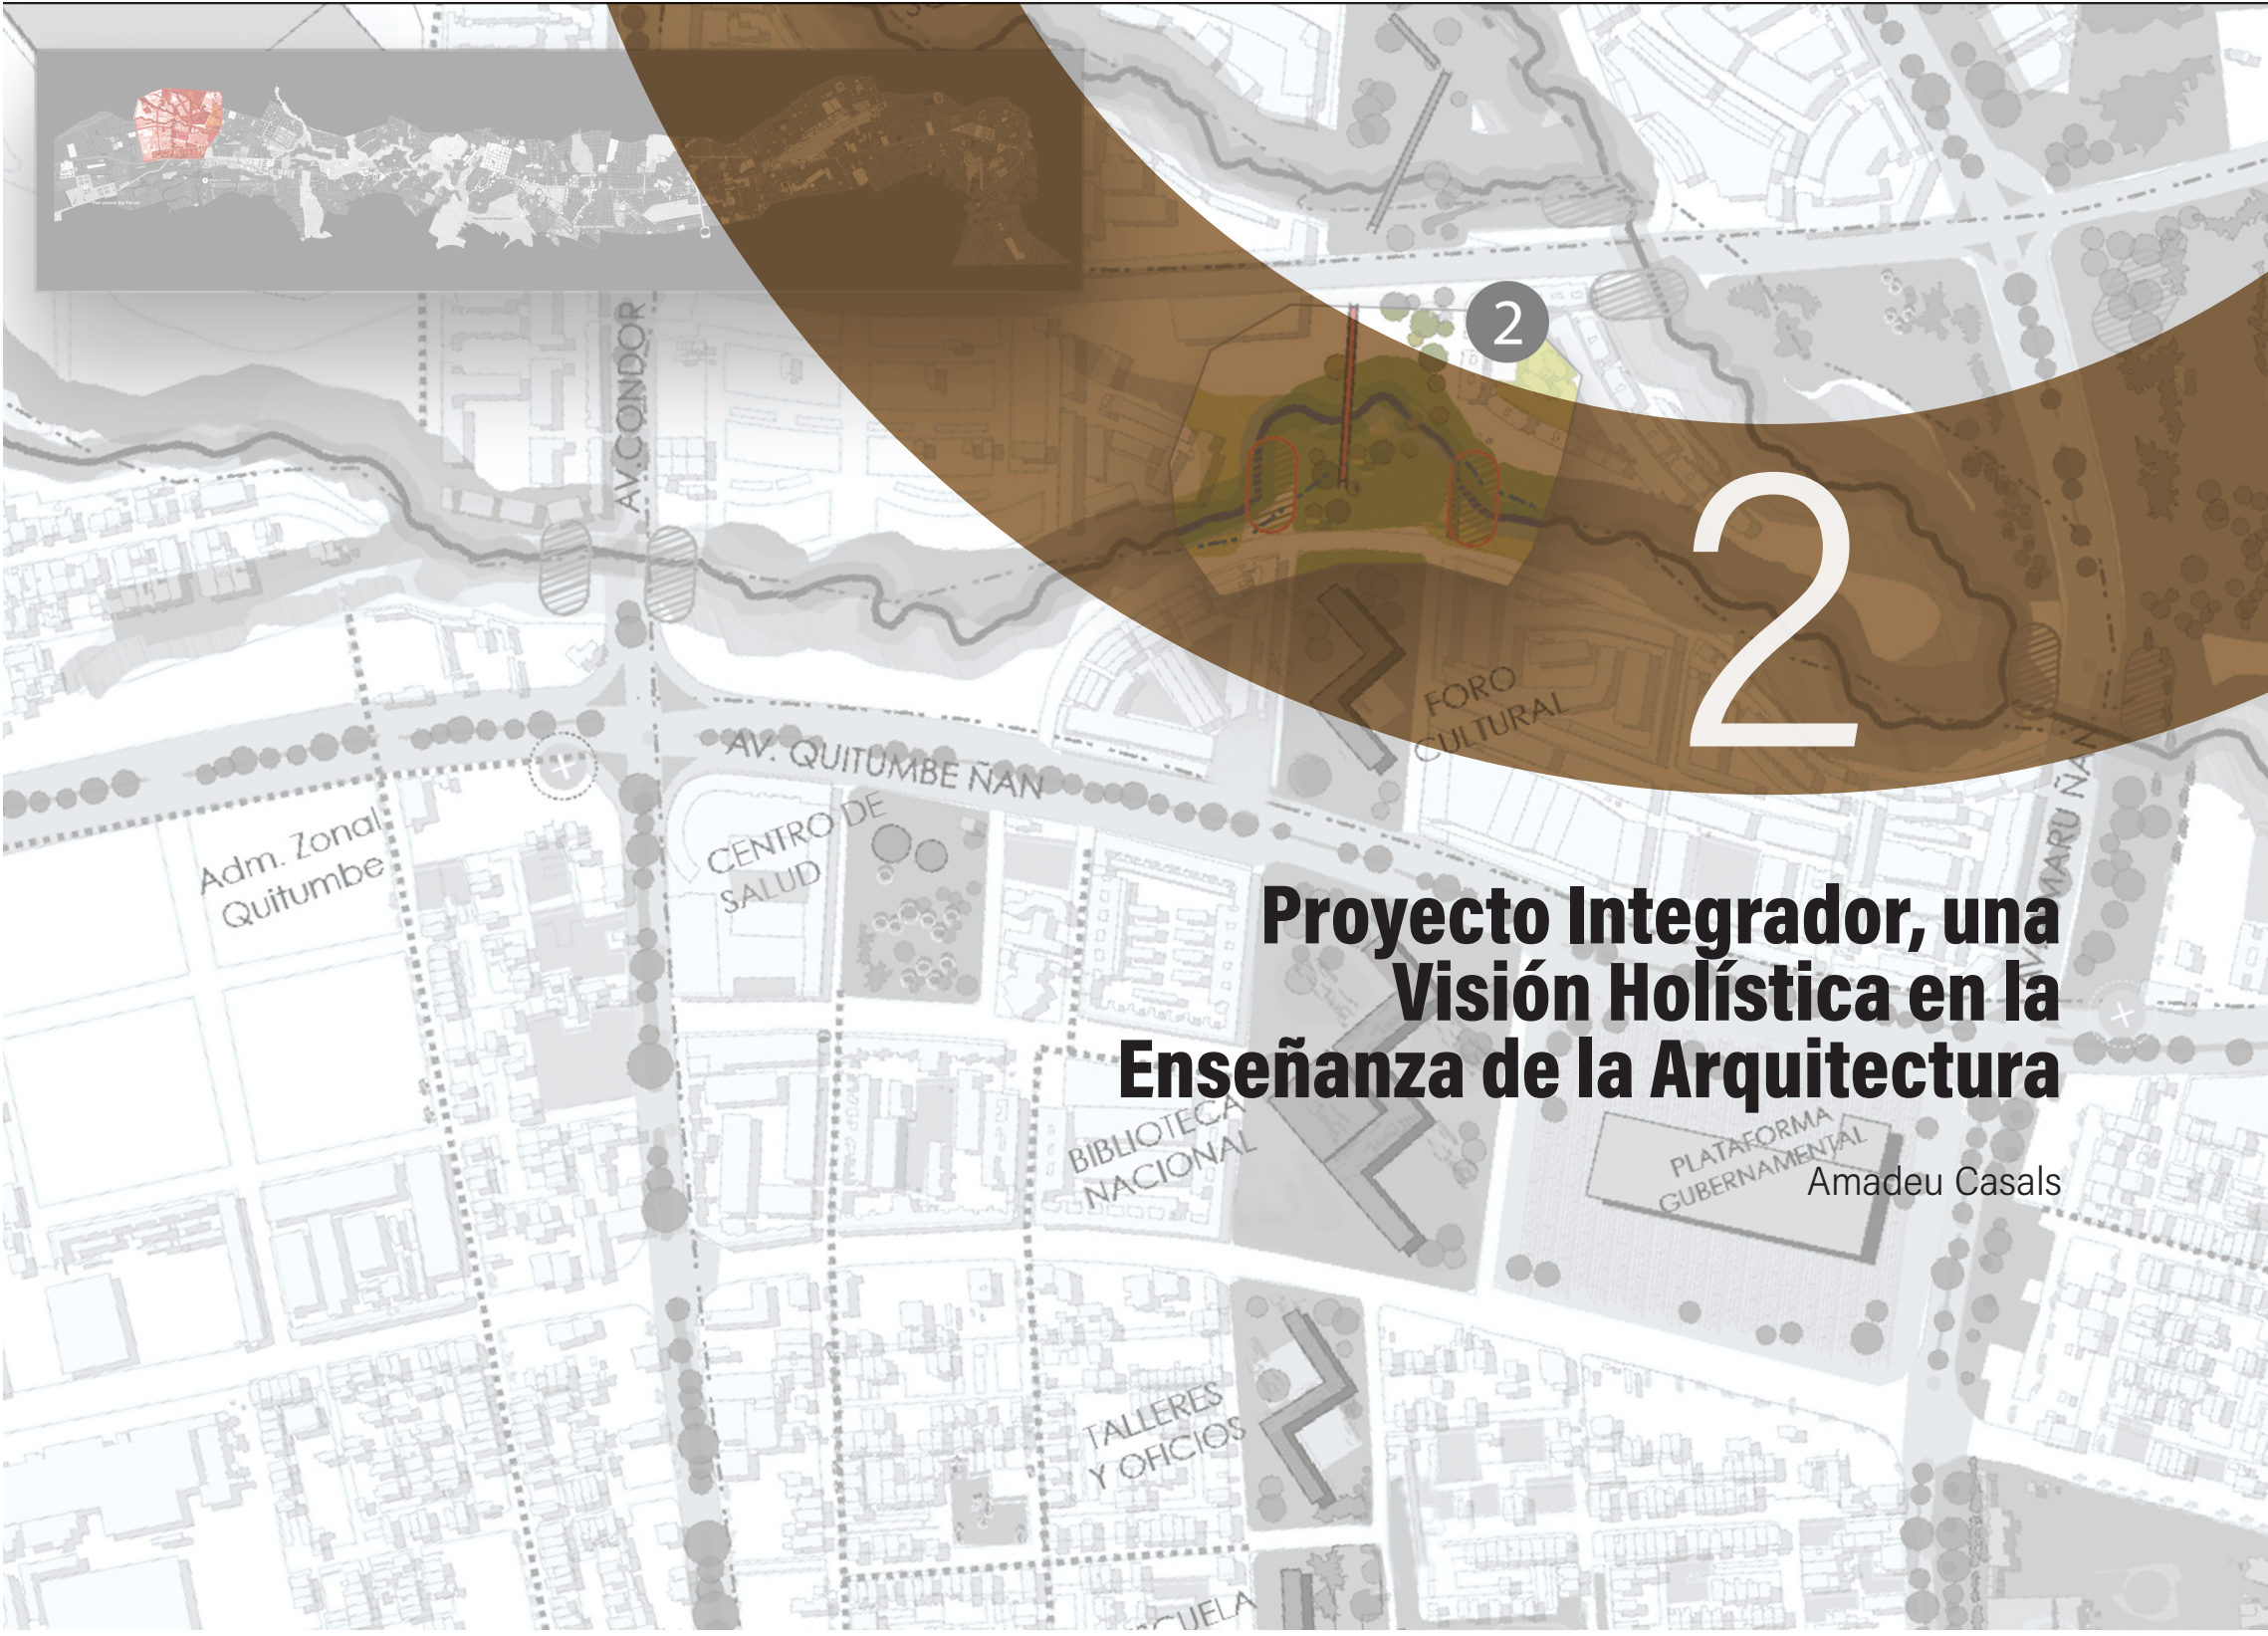 2
AV.CONDOR
2
FORO
CULTURAL
AV. QUITUMBE ÑAN
CENTRO DE
SALUD
Adm. Zonal
Quitumbe
Proyecto Integrador, una
Visión Holística en la
Enseñanza de la Arquitectura
Amadeu Casals
BIBLIOTECA
NACIONAL
PLATAFORMA
GUBERNAMENTAL
TALLERES
Y OFICIOS